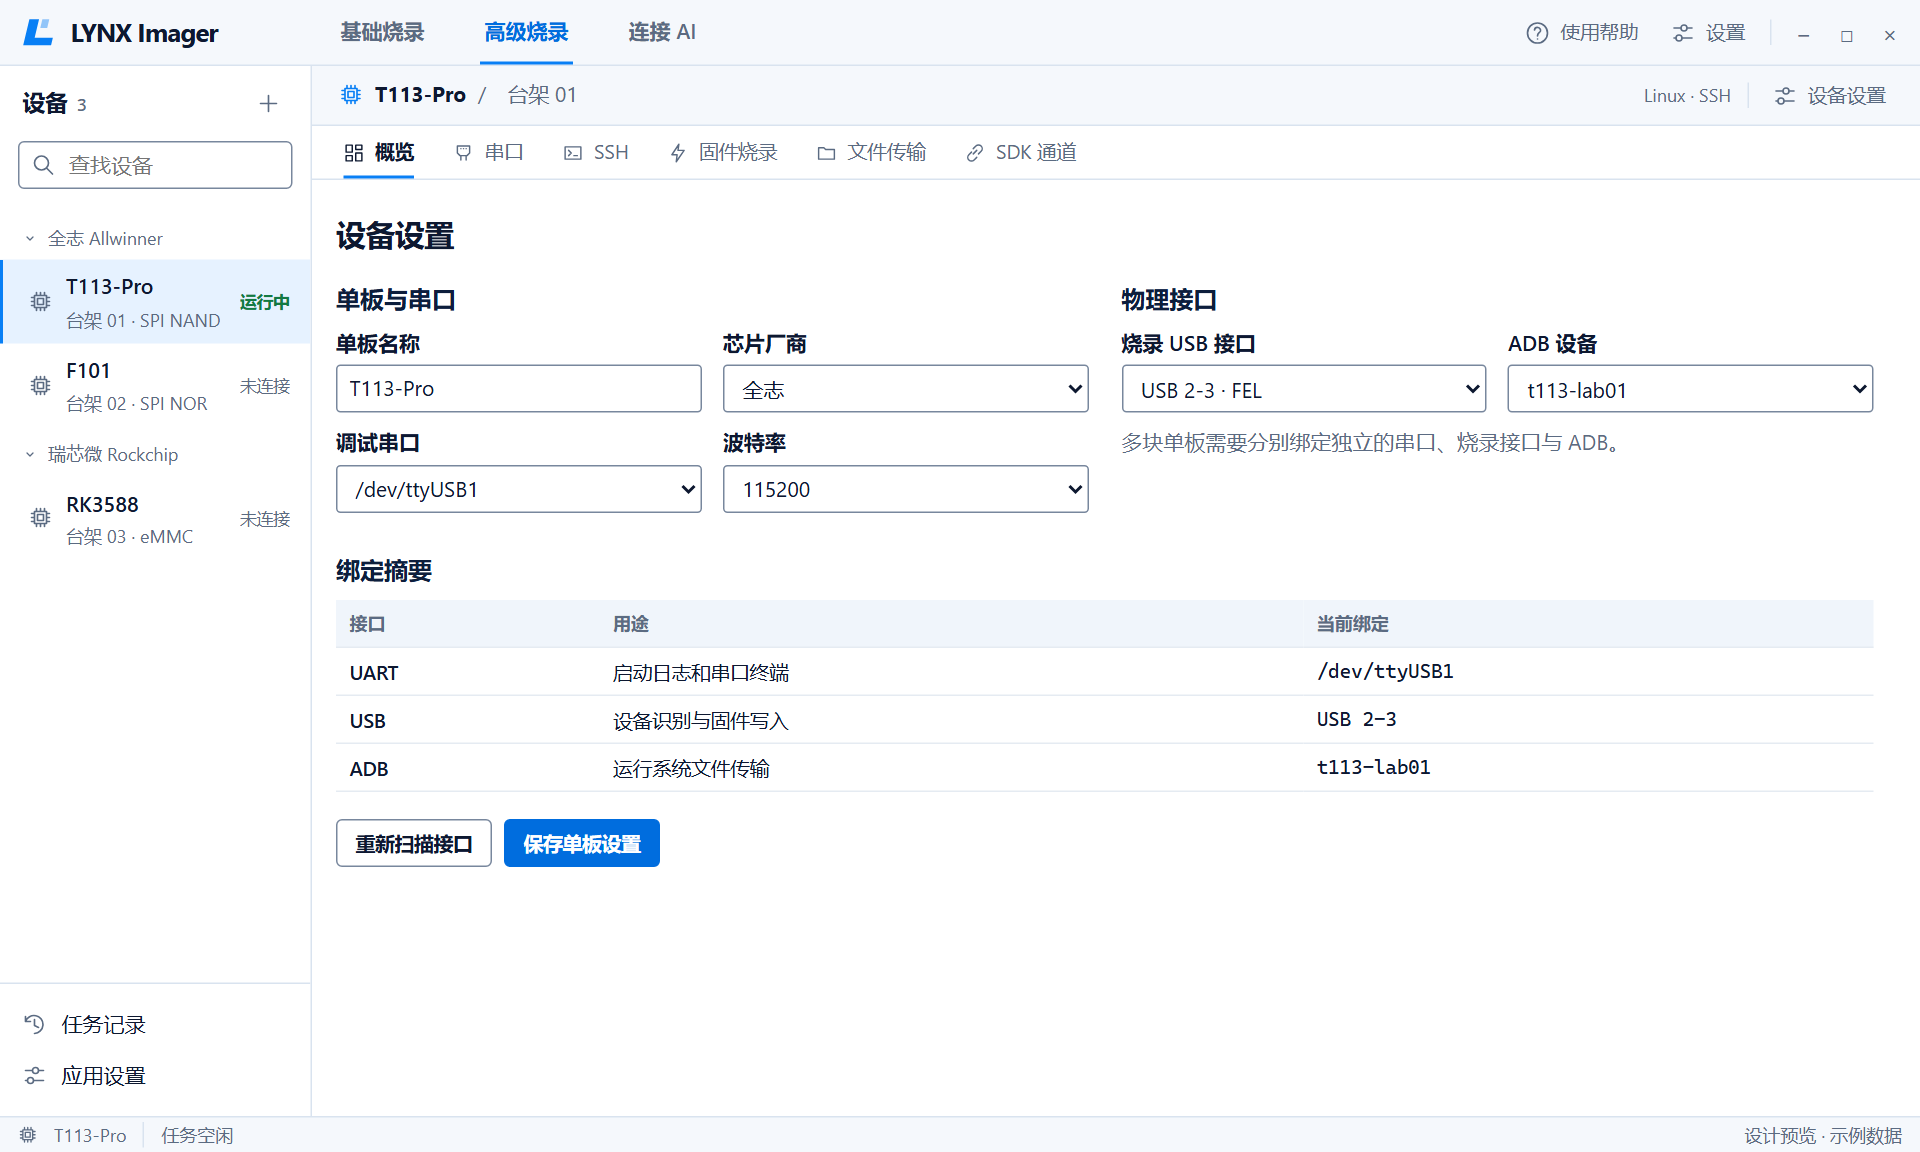 LYNX Imager
基础烧录
高级烧录
连接 AI
使用帮助
设置
设备 3
查找设备
全志 Allwinner
T113-Pro
台架 01 · SPI NAND
运行中
F101
台架 02 · SPI NOR
未连接
瑞芯微 Rockchip
RK3588
台架 03 · eMMC
未连接
任务记录
应用设置
T113-Pro / 台架 01
Linux · SSH
设备设置
概览
串口
SSH
固件烧录
文件传输
SDK 通道
设备设置
单板与串口
单板名称
T113-Pro
芯片厂商
全志
调试串口
/dev/ttyUSB1
波特率
115200
物理接口
烧录 USB 接口
USB 2-3 · FEL
ADB 设备
t113-lab01
多块单板需要分别绑定独立的串口、烧录接口与 ADB。
绑定摘要
接口 用途 当前绑定
UART 启动日志和串口终端 /dev/ttyUSB1
USB 设备识别与固件写入 USB 2-3
ADB 运行系统文件传输 t113-lab01
重新扫描接口
保存单板设置
T113-Pro
任务空闲
设计预览 · 示例数据